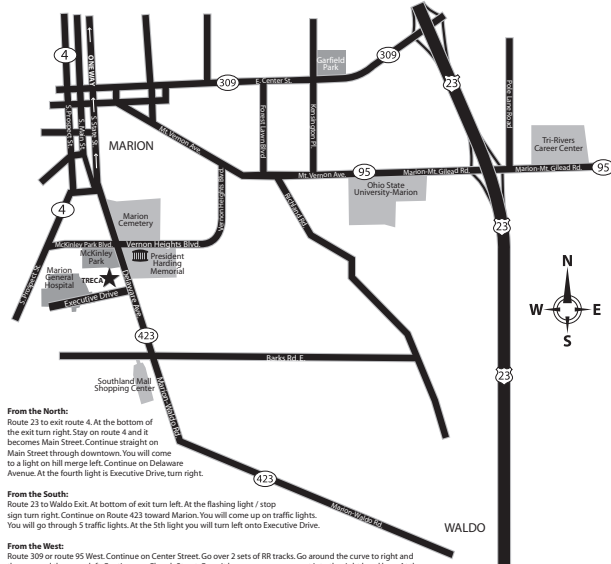 4
ONE WAY
S. Prospect St.
S. Main St.
S. State St.
MARION
309
E. Center St.
Garfield
Park
309
23
Pole Lane Road
Tri-Rivers
Career Center
Mt. Vernon Ave.
Forest Lawn Blvd.
Kensington Pl.
Mt. Vernon Ave.
95
Marion-Mt. Gilead Rd.
Marion-Mt. Gilead Rd.
95
Ohio State
University-Marion
Richland Rd.
Vernon Heights Blvd.
4
Marion
Cemetery
23
McKinley Park Blvd.
Vernon Heights Blvd.
McKinley
Park
President
Harding
Memorial
Marion
General
Hospital
TRECA
Executive Drive
Delaware Ave.
S. Prospect St.
N
W
E
S
423
Barks Rd. E.
23
Southland Mall
Shopping Center
Marion-Waldo Rd.
From the North:
Route 23 to exit route 4. At the bottom of
the exit turn right. Stay on route 4 and it
becomes Main Street. Continue straight on
Main Street through downtown. You will come
to a light on hill merge left. Continue on Delaware
Avenue. At the fourth light is Executive Drive, turn right.
423
Marion-Waldo Rd.
WALDO
From the South:
Route 23 to Waldo Exit. At bottom of exit turn left. At the flashing light / stop
sign turn right. Continue on Route 423 toward Marion. You will come up on traffic lights.
You will go through 5 traffic lights. At the 5th light you will turn left onto Executive Drive.
From the West:
Route 309 or route 95 West. Continue on Center Street. Go over 2 sets of RR tracks. Go around the curve to right and